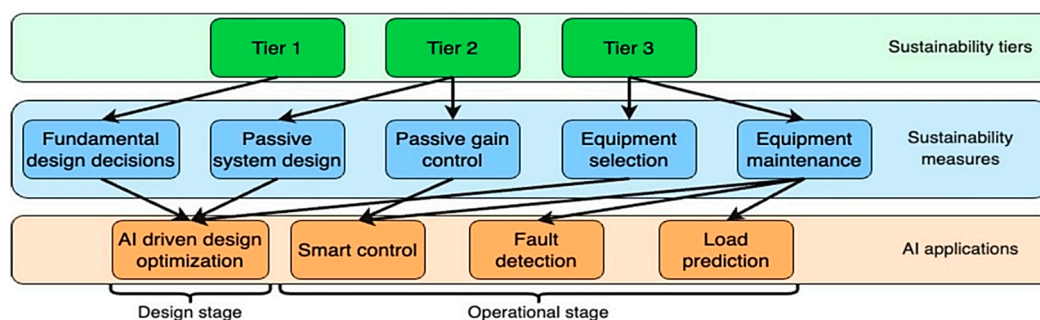 Tier 1
Tier 2
Tier 3
Sustainability tiers
Fundamental
design decisions
Passive
system design
Passive gain
control
Equipment
selection
Equipment
maintenance
Sustainability
measures
AI driven design
optimization
Smart control
Fault
detection
Load
prediction
AI applications
Design stage
Operational stage